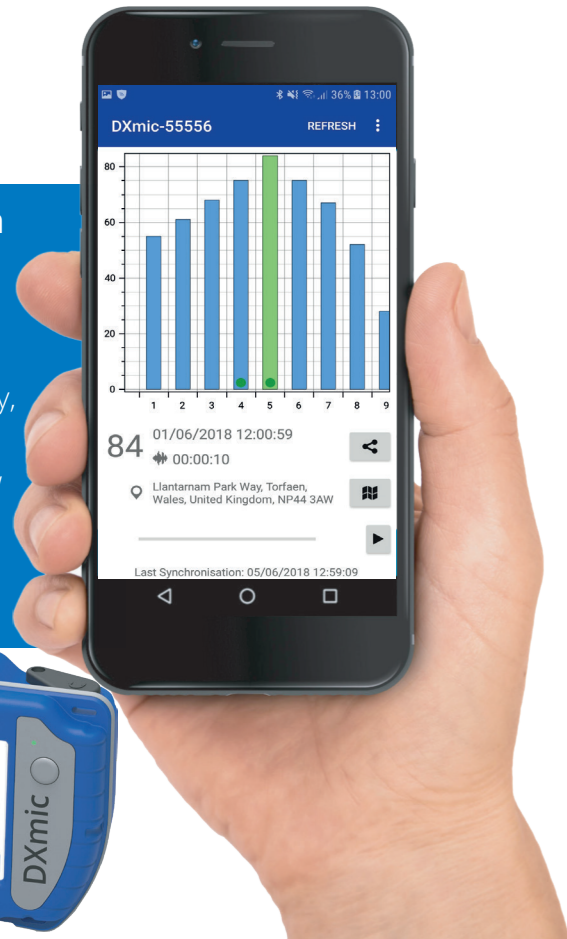 36% 13:00
DXmic-55556 REFRESH
80
60
40
20
0
1 2 3 4 5 6 7 8 9
84 01/06/2018 12:00:59
00:00:10
Llantarnam Park Way, Torfaen,
Wales, United Kingdom, NP44 3AW
Last Synchronisation: 05/06/2018 12:59:09
DXmic